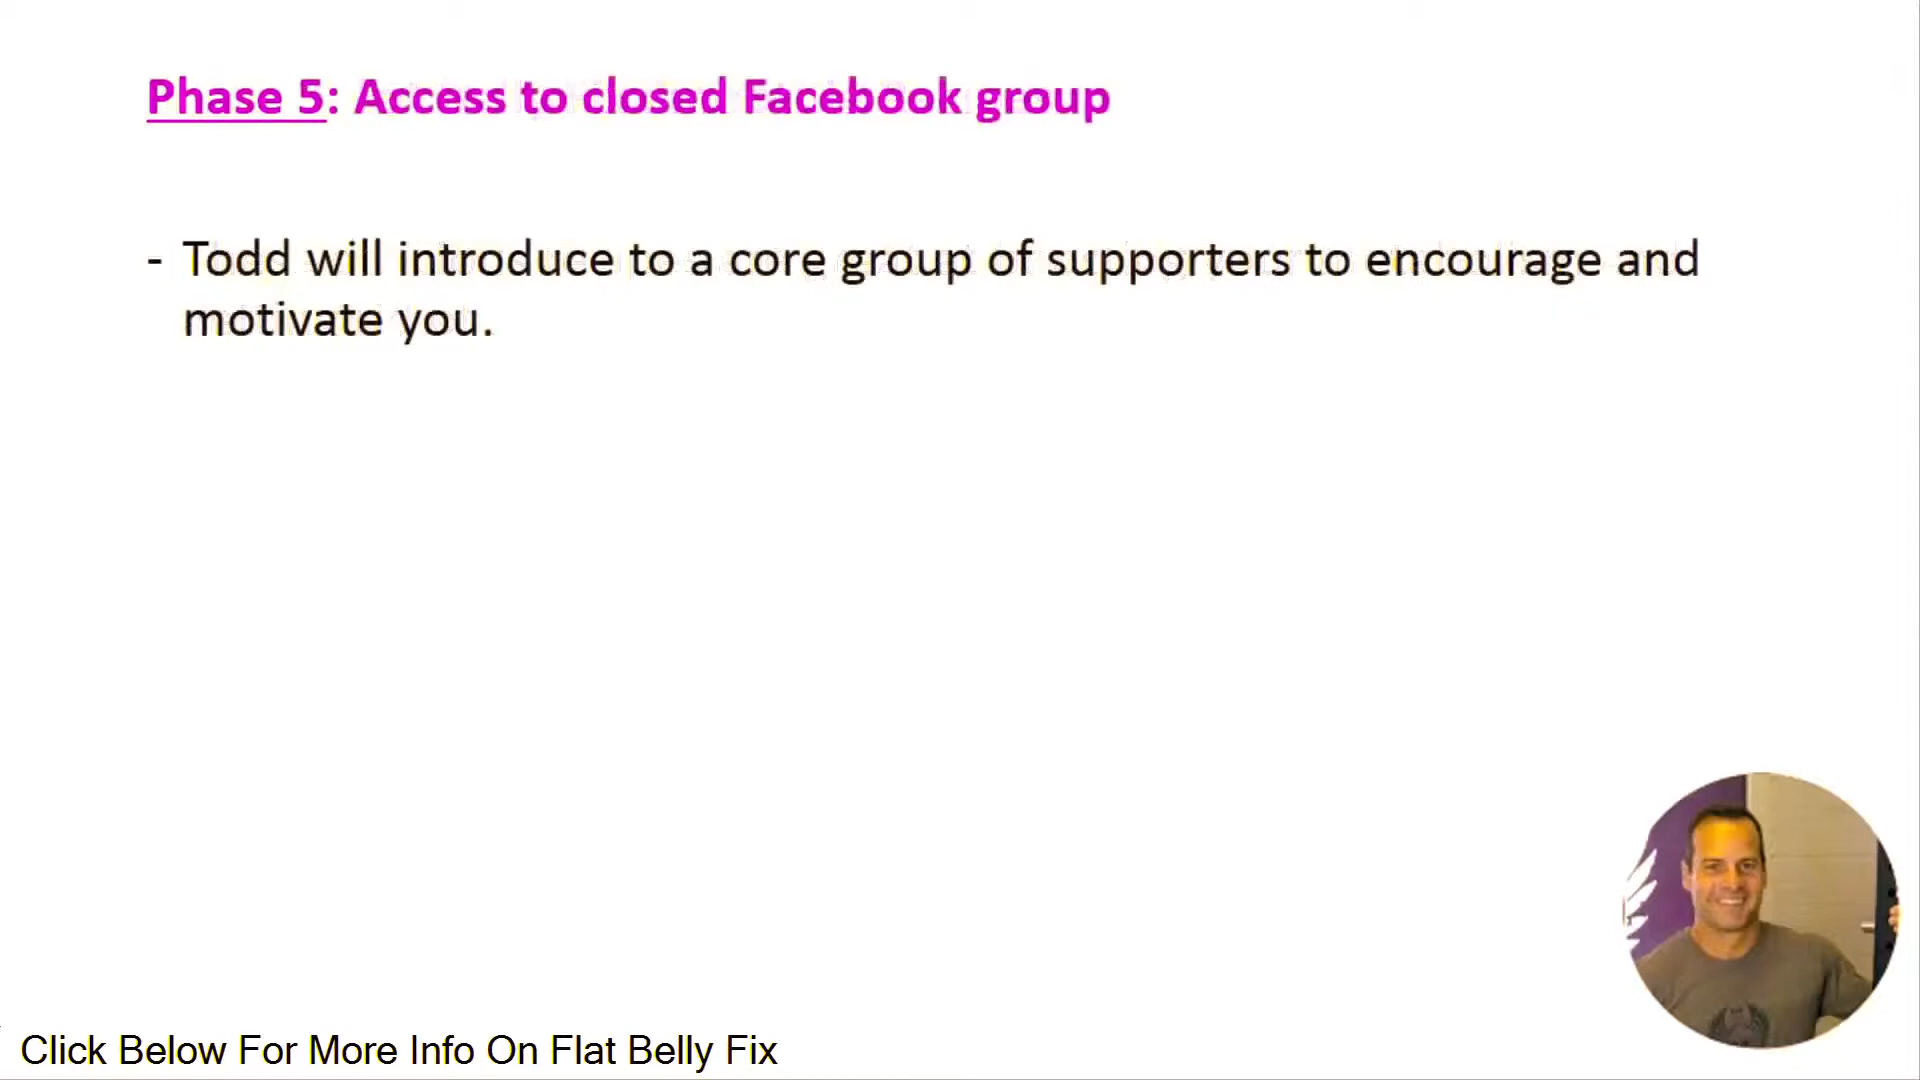 Phase 5: Access to closed Facebook group
- Todd will introduce to a core group of supporters to encourage and
motivate you.
Click Below For More Info On Flat Belly Fix